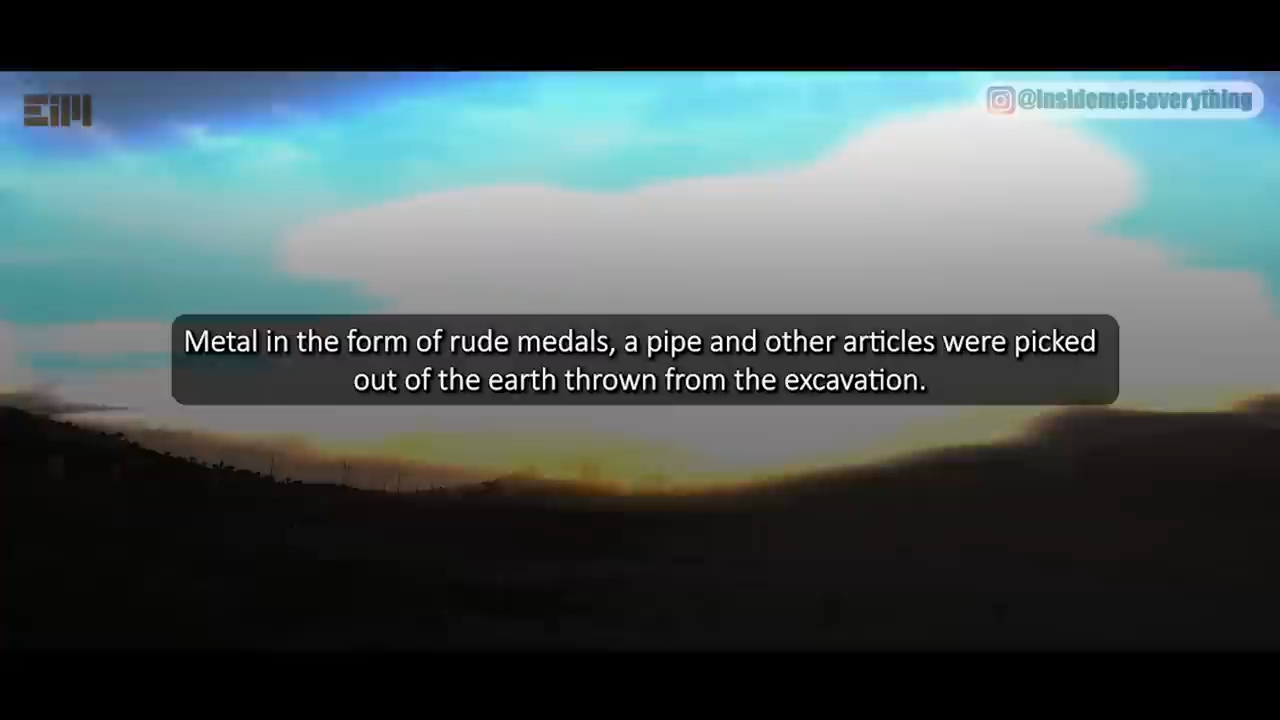 EiM
@insidemeiseverything
Metal in the form of rude medals, a pipe and other articles were picked
out of the earth thrown from the excavation.